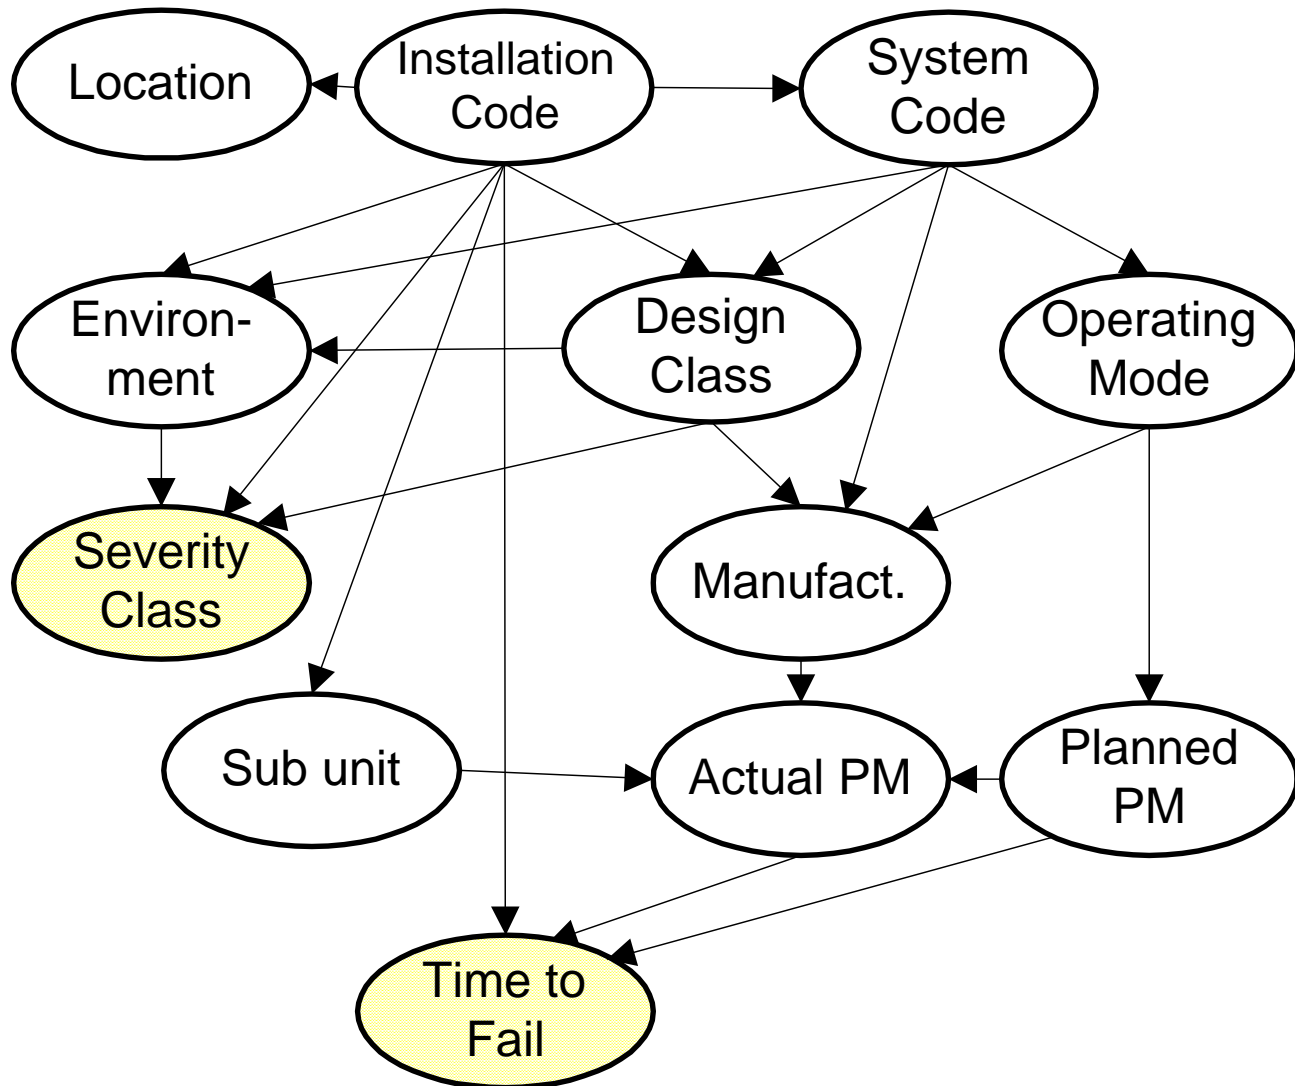 Location
Installation
Code
System
Code
Environ-
ment
Design
Class
Operating
Mode
Severity
Class
Manufact.
Sub unit
Actual PM
Planned
PM
Time to
Fail